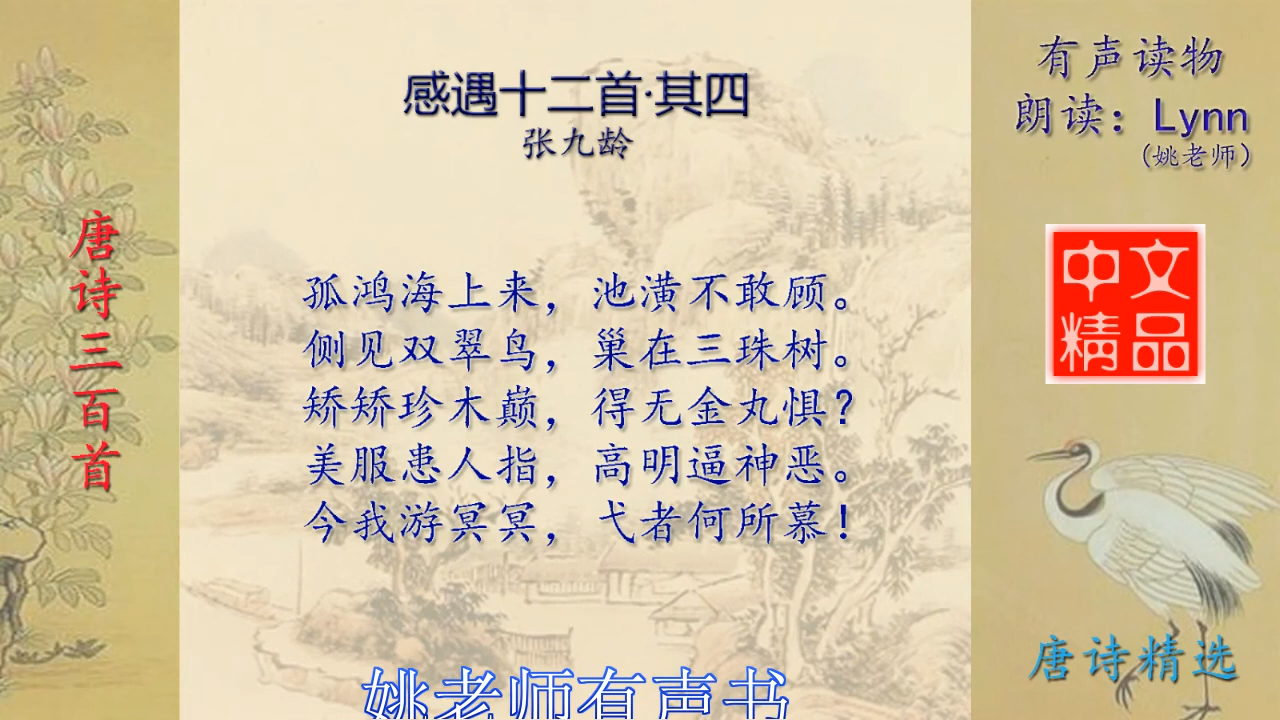 感遇十二首·其四
张九龄
孤鸿海上来，池潢不敢顾。
侧见双翠鸟，巢在三珠树。
矫矫珍木巅，得无金丸惧？
美服患人指，高明逼神恶。
今我游冥冥，弋者何所慕！
姚老师有声书
唐诗三百首
有声读物
朗读：Lynn
（姚老师）
中文
精品
唐诗精选